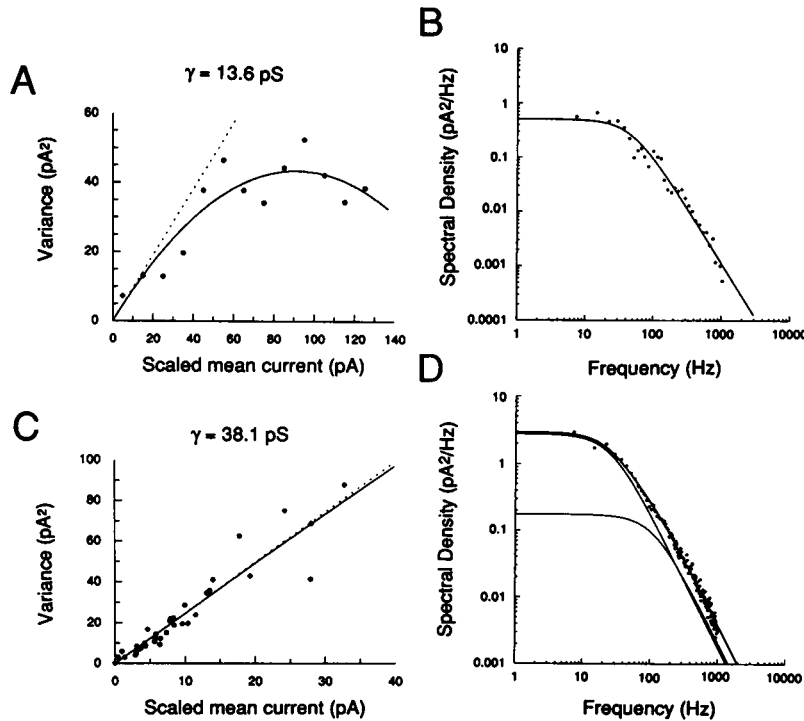 A
γ = 13.6 pS
Variance (pA²)
60
40
20
0
0 20 40 60 80 100 120 140
Scaled mean current (pA)
B
Spectral Density (pA²/Hz)
10
1
0.1
0.01
0.001
0.0001
1 10 100 1000 10000
Frequency (Hz)
C
γ = 38.1 pS
Variance (pA²)
100
80
60
40
20
0
0 10 20 30 40
Scaled mean current (pA)
D
Spectral Density (pA²/Hz)
10
1
0.1
0.01
0.001
1 10 100 1000 10000
Frequency (Hz)